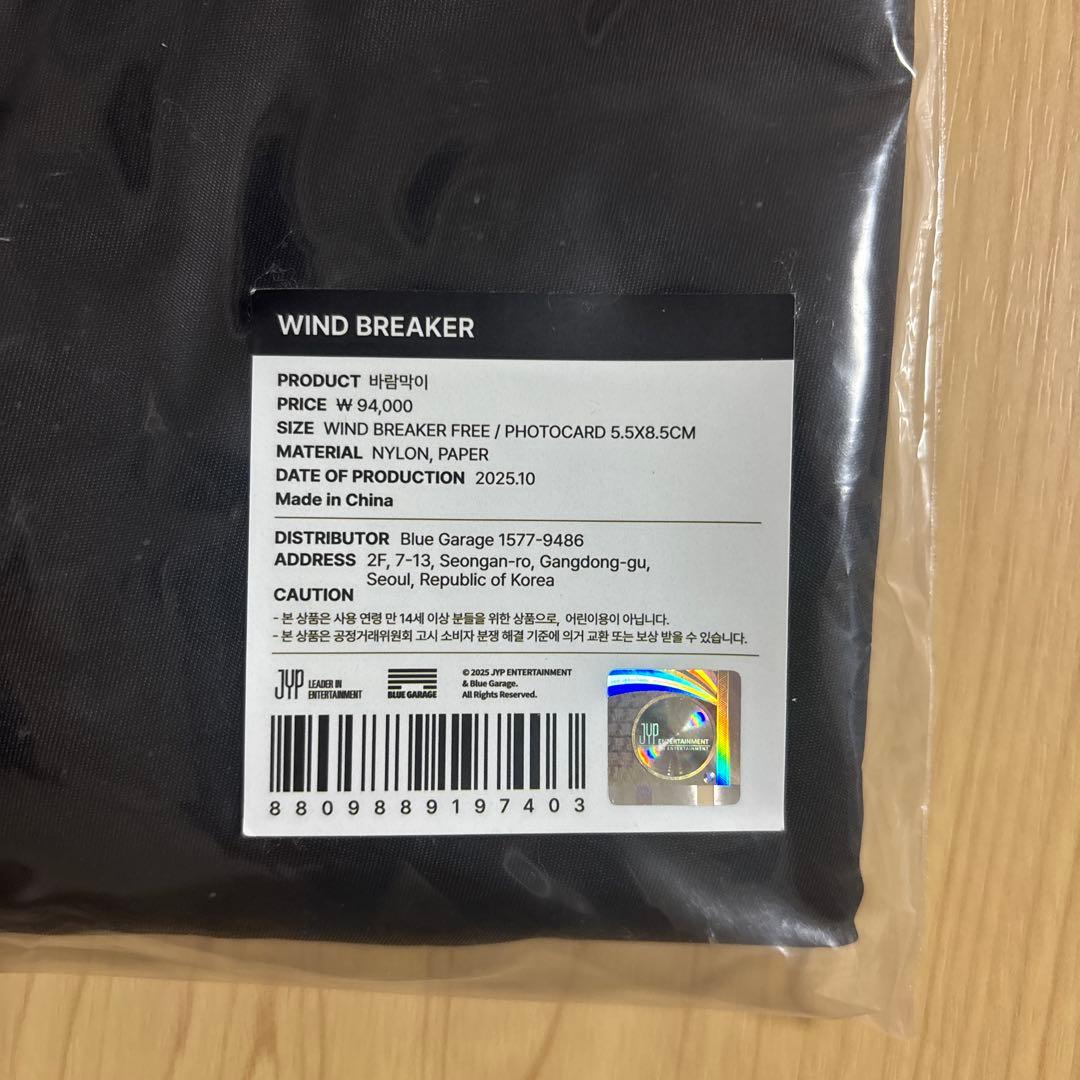 WIND BREAKER
PRODUCT 바람막이
PRICE ₩ 94,000
SIZE WIND BREAKER FREE / PHOTOCARD 5.5X8.5CM
MATERIAL NYLON, PAPER
DATE OF PRODUCTION 2025.10
Made in China
DISTRIBUTOR Blue Garage 1577-9486
ADDRESS 2F, 7-13, Seongan-ro, Gangdong-gu,
Seoul, Republic of Korea
CAUTION
- 본 상품은 사용 연령 만 14세 이상 분들을 위한 상품으로, 어린이용이 아닙니다.
- 본 상품은 공정거래위원회 고시 소비자 분쟁 해결 기준에 의거 교환 또는 보상 받을 수 있습니다.
JYP LEADER IN
ENTERTAINMENT
BLUE GARAGE
© 2025 JYP ENTERTAINMENT
& Blue Garage.
All Rights Reserved.
JYP ENTERTAINMENT
8809889197403